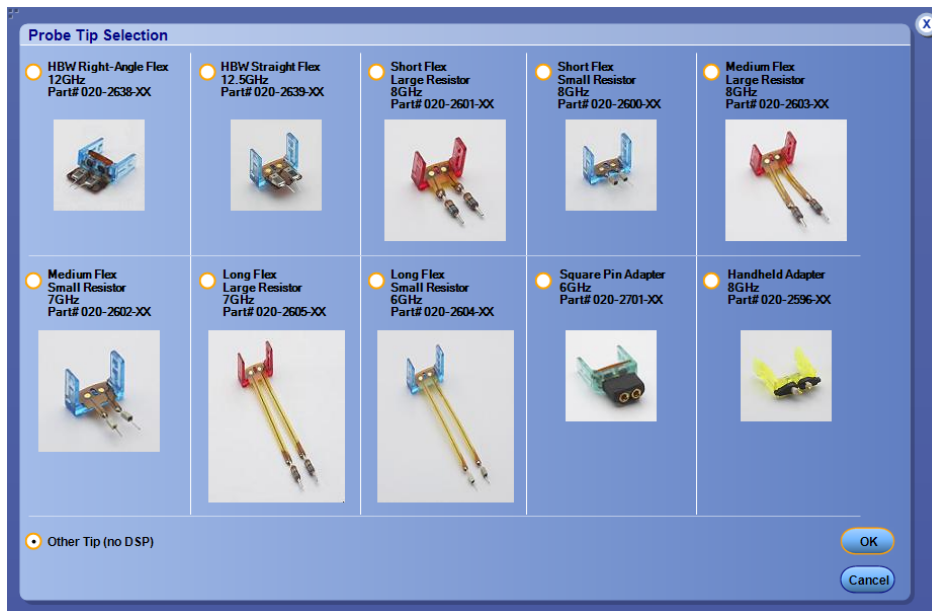 X
Probe Tip Selection
HBW Right-Angle Flex
12GHz
Part# 020-2638-XX
HBW Straight Flex
12.5GHz
Part# 020-2639-XX
Short Flex
Large Resistor
8GHz
Part# 020-2601-XX
Short Flex
Small Resistor
8GHz
Part# 020-2600-XX
Medium Flex
Large Resistor
8GHz
Part# 020-2603-XX
Medium Flex
Small Resistor
7GHz
Part# 020-2602-XX
Long Flex
Large Resistor
7GHz
Part# 020-2605-XX
Long Flex
Small Resistor
6GHz
Part# 020-2604-XX
Square Pin Adapter
6GHz
Part# 020-2701-XX
Handheld Adapter
8GHz
Part# 020-2596-XX
Other Tip (no DSP)
OK
Cancel